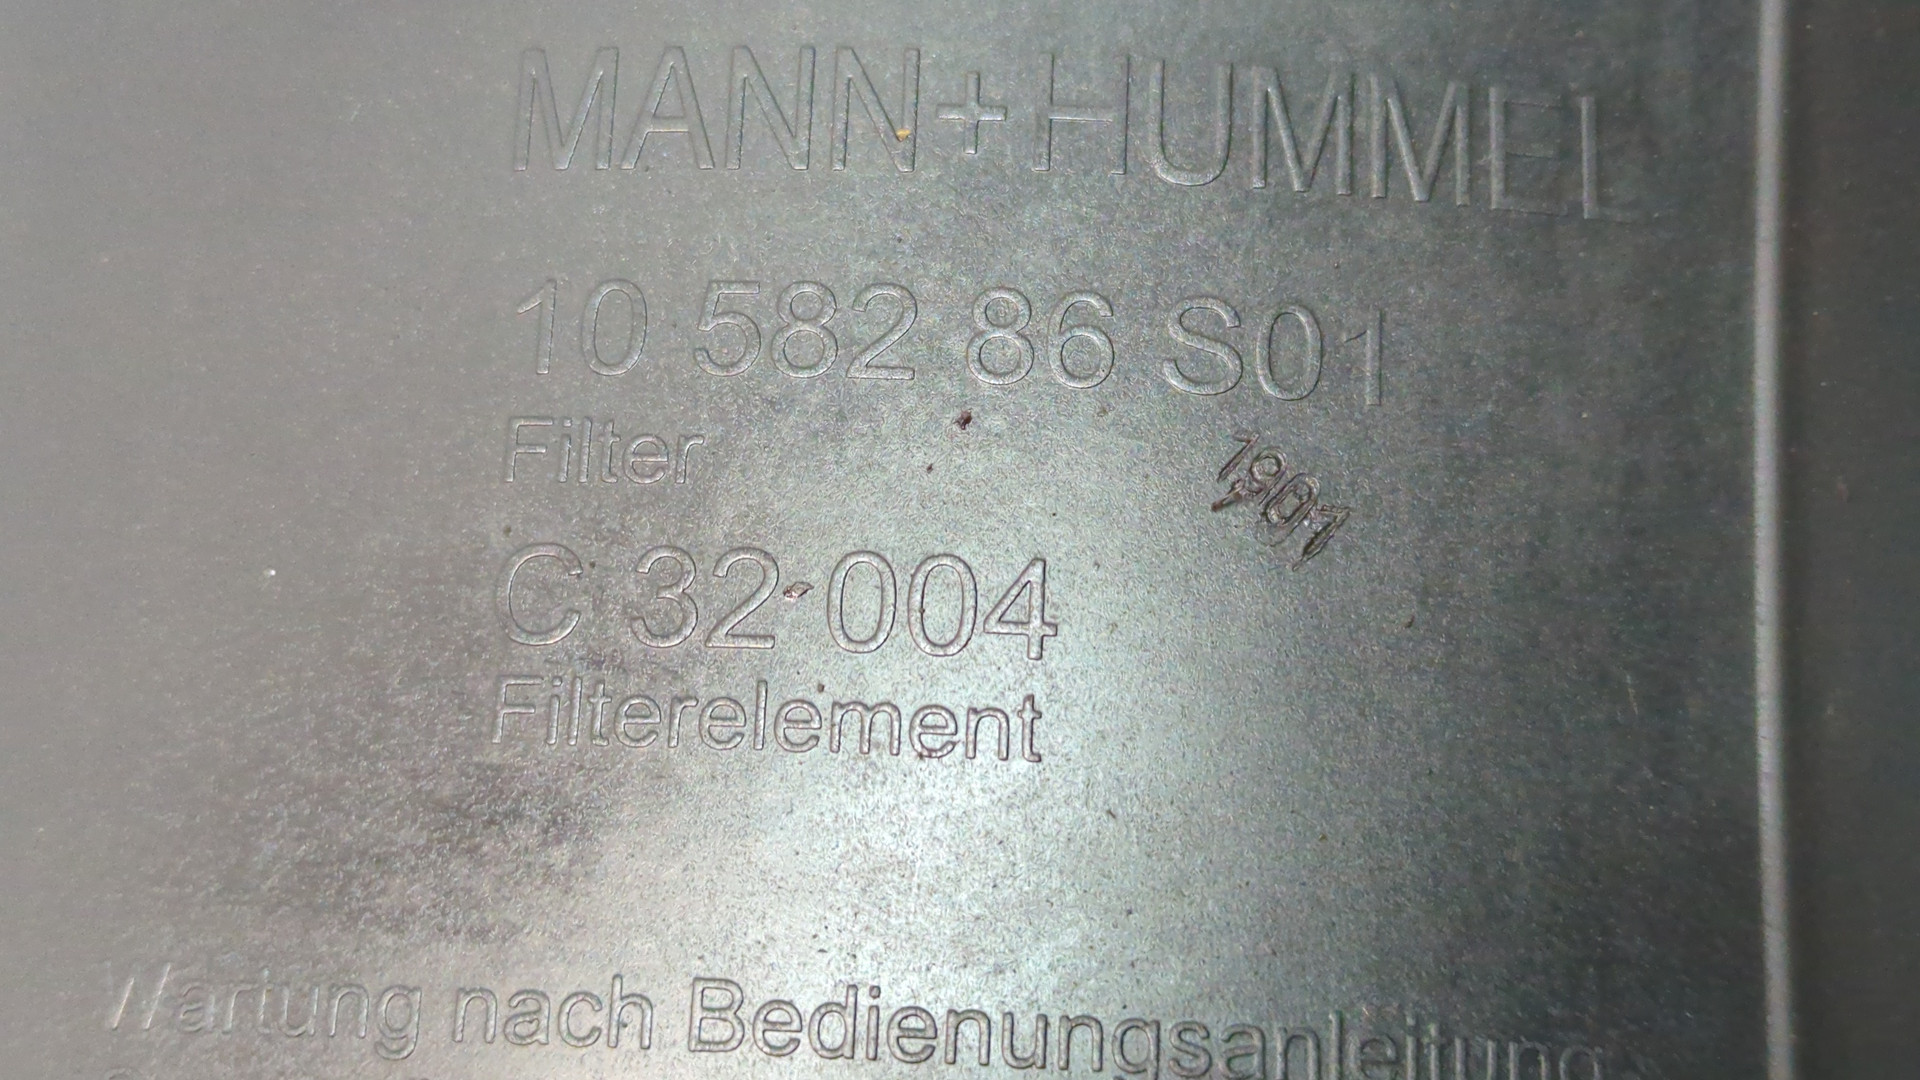 MANN+HUMMEL
10 582 86 S01
Filter
1901
C 32 004
Filterelement
Wartung nach Bedienungsanleitung